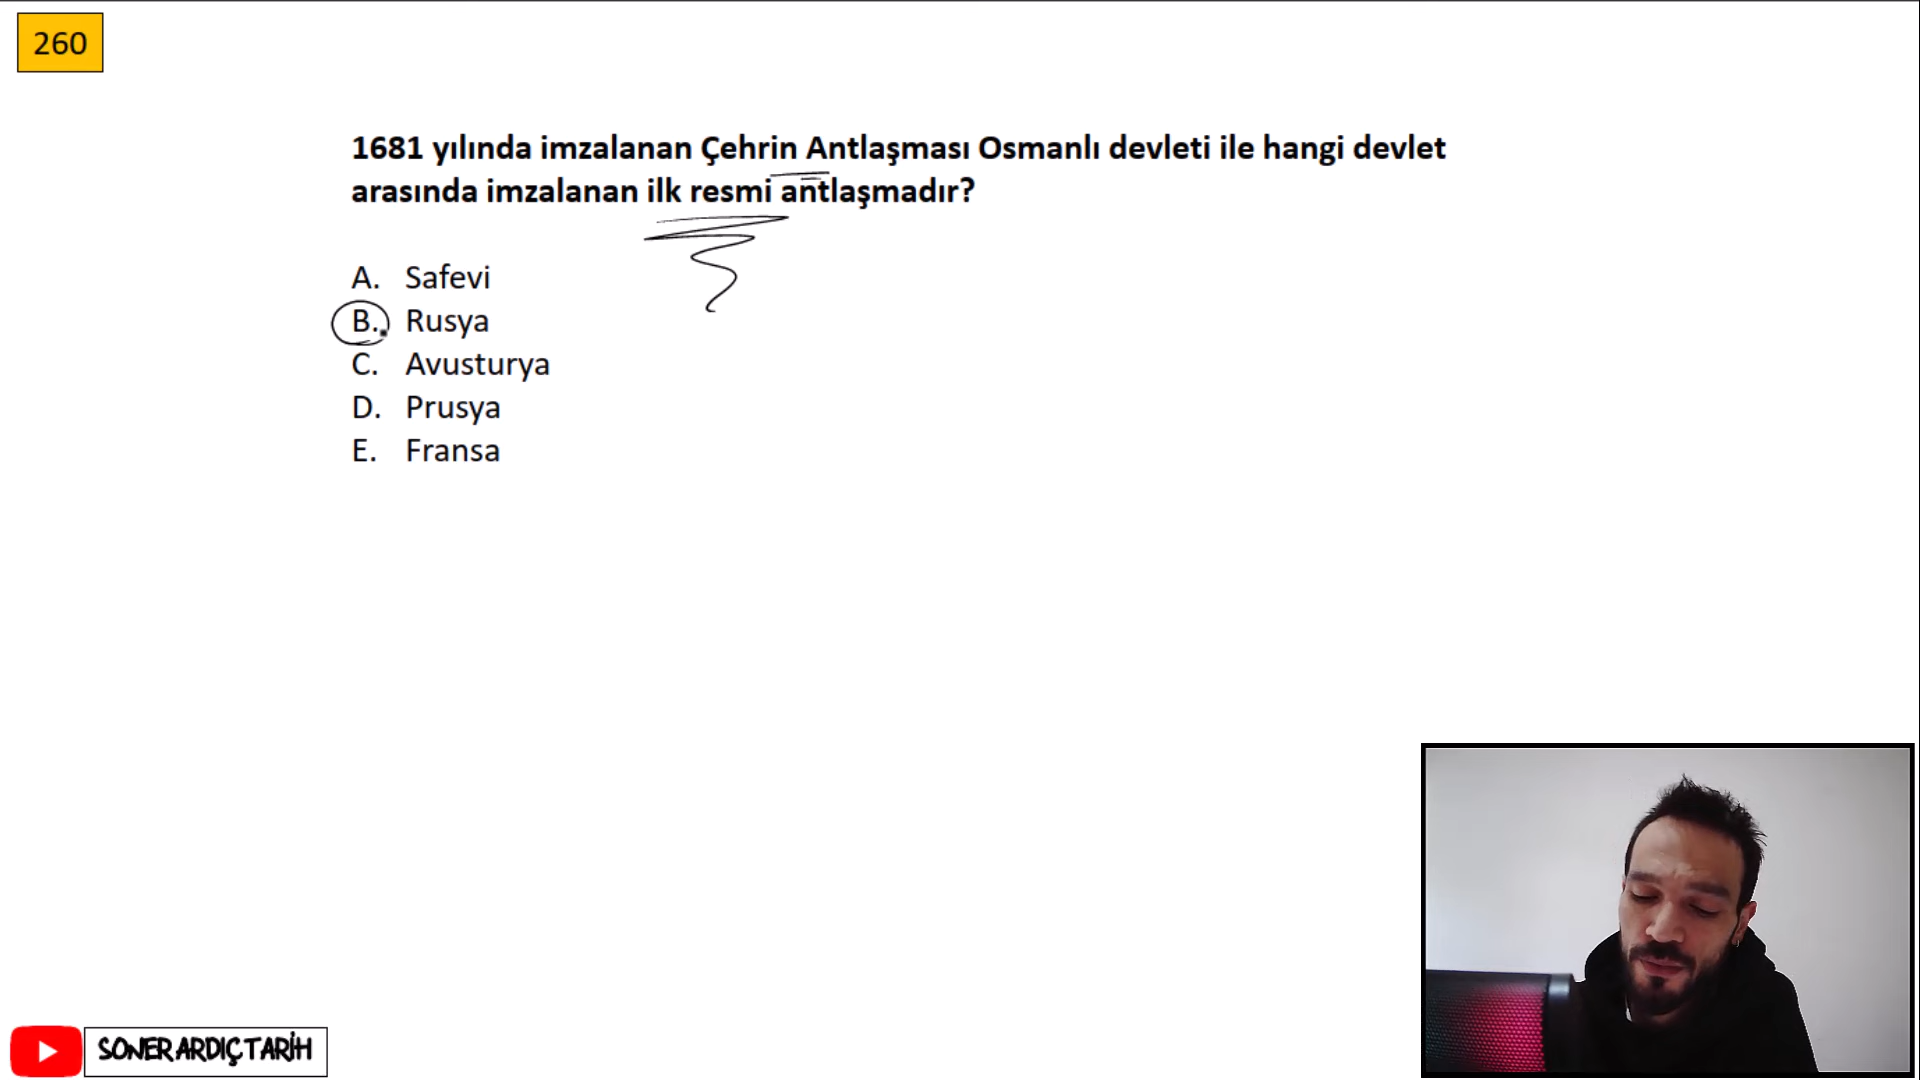 260
1681 yılında imzalanan Çehrin Antlaşması Osmanlı devleti ile hangi devlet
arasında imzalanan ilk resmi antlaşmadır?
A. Safevi
B. Rusya
C. Avusturya
D. Prusya
E. Fransa
SONER ARDIÇ TARİH